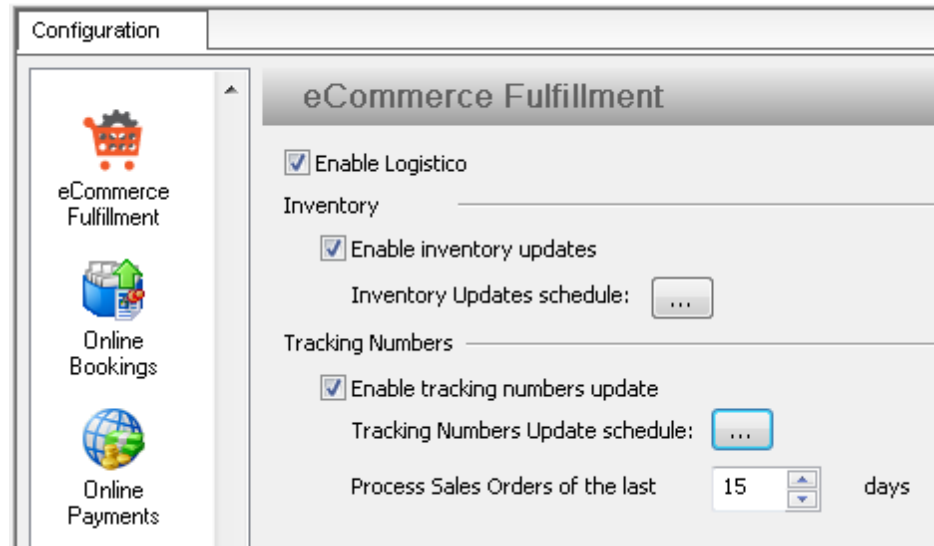 Configuration
eCommerce
Fulfillment
Online
Bookings
Online
Payments
eCommerce Fulfillment
Enable Logistico
Inventory
Enable inventory updates
Inventory Updates schedule: ...
Tracking Numbers
Enable tracking numbers update
Tracking Numbers Update schedule: ...
Process Sales Orders of the last 15 days